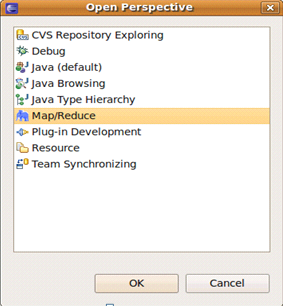 Open Perspective
CVS Repository Exploring
Debug
Java (default)
Java Browsing
Java Type Hierarchy
Map/Reduce
Plug-in Development
Resource
Team Synchronizing
OK
Cancel